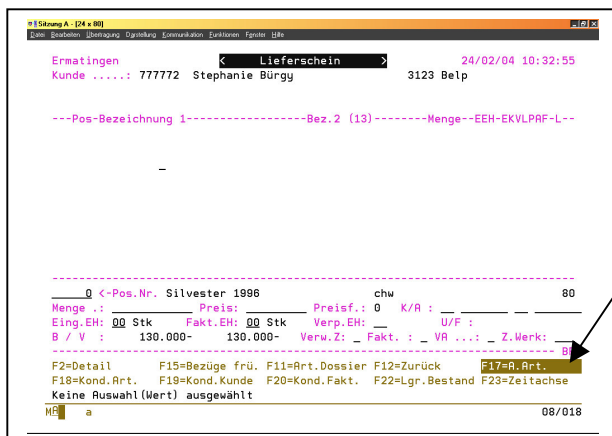 Sitzung A - [24 x 80]
Datei Bearbeiten Übertragung Darstellung Kommunikation Funktionen Fenster Hilfe
Ermatingen < Lieferschein > 24/02/04 10:32:55
Kunde .....: 777772 Stephanie Bürgy 3123 Belp
---Pos-Bezeichnung 1-----------------Bez.2 (13)--------Menge--EEH-EKVLPAF-L--
0 <-Pos.Nr. Silvester 1996 chw 80
Menge .: Preis: Preisf.: 0 K/A :
Eing.EH: 00 Stk Fakt.EH: 00 Stk Verp.EH: U/F :
B / V : 130.000- 130.000- Verw.Z: _ Fakt. : _ VA ...: _ Z.Werk:
F2=Detail F15=Bezüge frü. F11=Art.Dossier F12=Zurück F17=A.Art.
F18=Kond.Art. F19=Kond.Kunde F20=Kond.Fakt. F22=Lgr.Bestand F23=Zeitachse
Keine Auswahl(Wert) ausgewählt
MA a 08/018